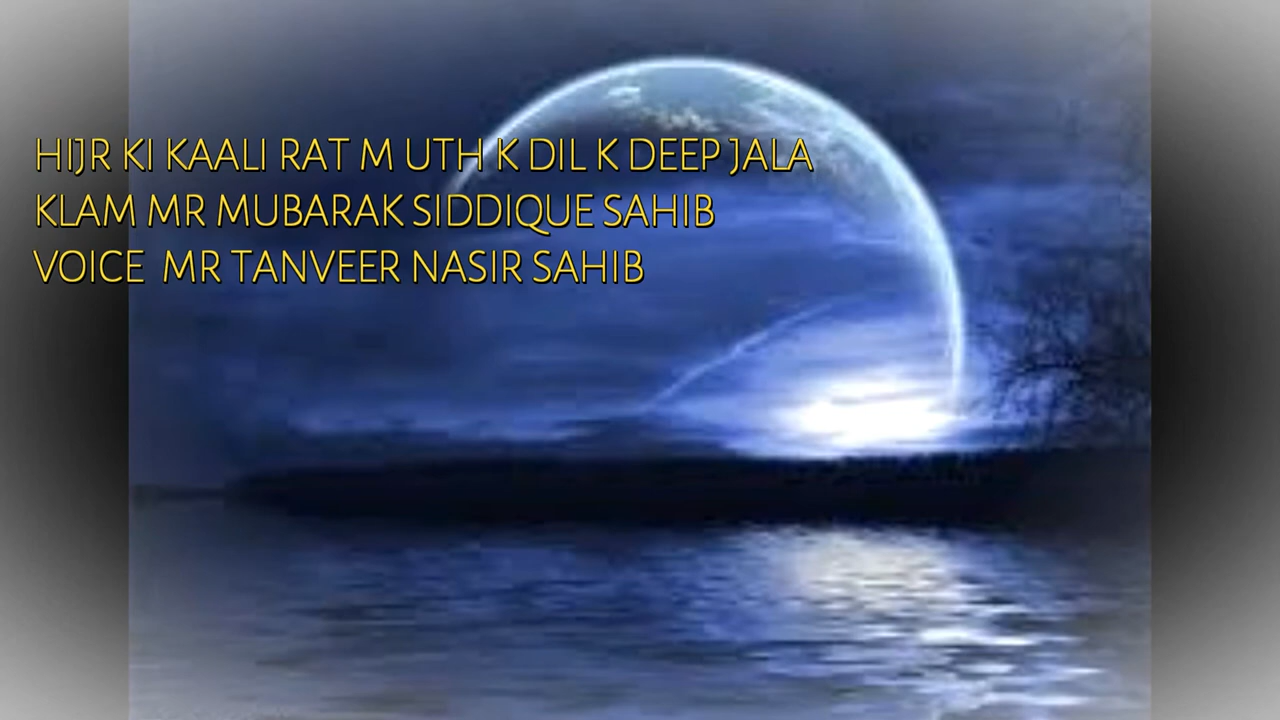 HIJR KI KAALI RAT M UTH K DIL K DEEP JALA
KLAM MR MUBARAK SIDDIQUE SAHIB
VOICE  MR TANVEER NASIR SAHIB